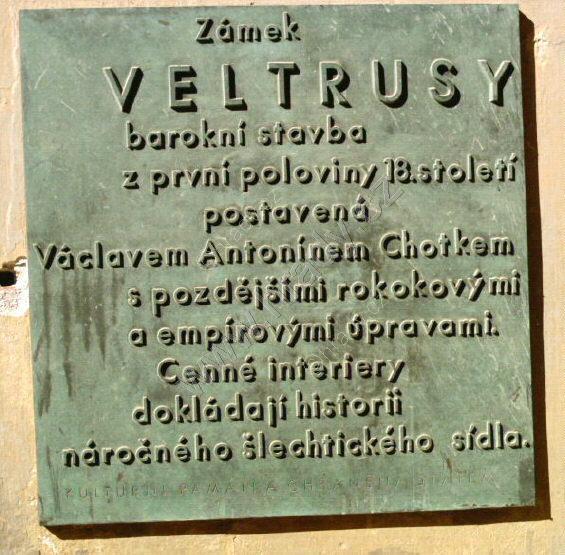 Zámek
VELTRUSY
barokní stavba
z první poloviny 18.století
postavená
Václavem Antonínem Chotkem
s pozdějšími rokokovými
a empírovými úpravami.
Cenné interiery
dokládají historii
náročného šlechtického sídla.
KULTURNÍ PAMÁTKA CHRÁNĚNÁ STÁTEM